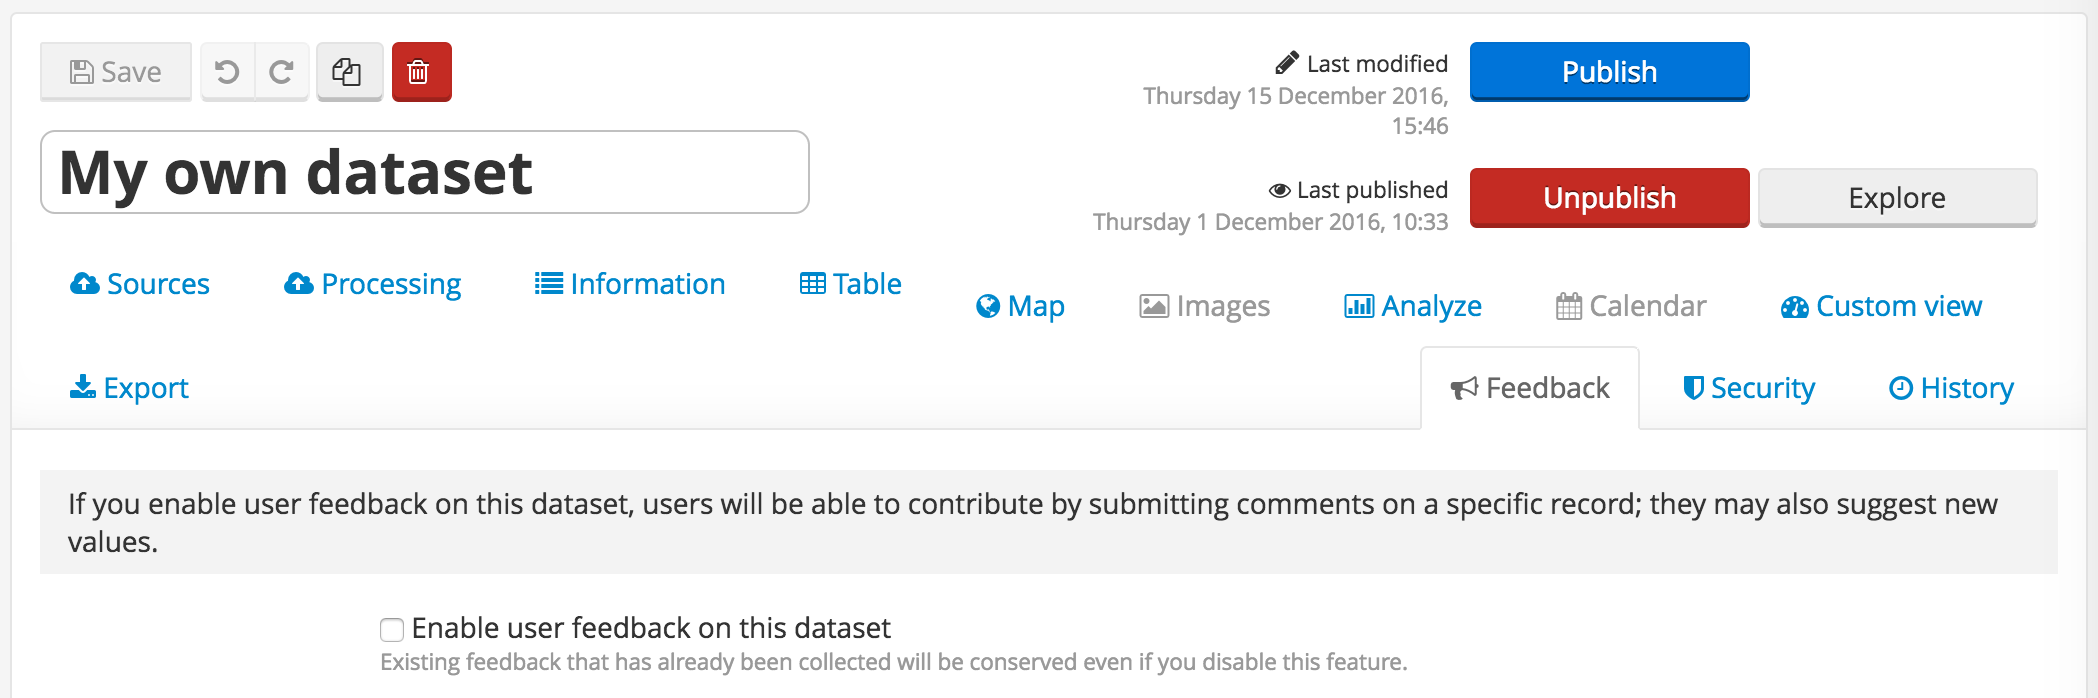 Save
Last modified
Thursday 15 December 2016,
15:46
Publish
My own dataset
Last published
Thursday 1 December 2016, 10:33
Unpublish
Explore
Sources
Processing
Information
Table
Map
Images
Analyze
Calendar
Custom view
Export
Feedback
Security
History
If you enable user feedback on this dataset, users will be able to contribute by submitting comments on a specific record; they may also suggest new
values.
Enable user feedback on this dataset
Existing feedback that has already been collected will be conserved even if you disable this feature.